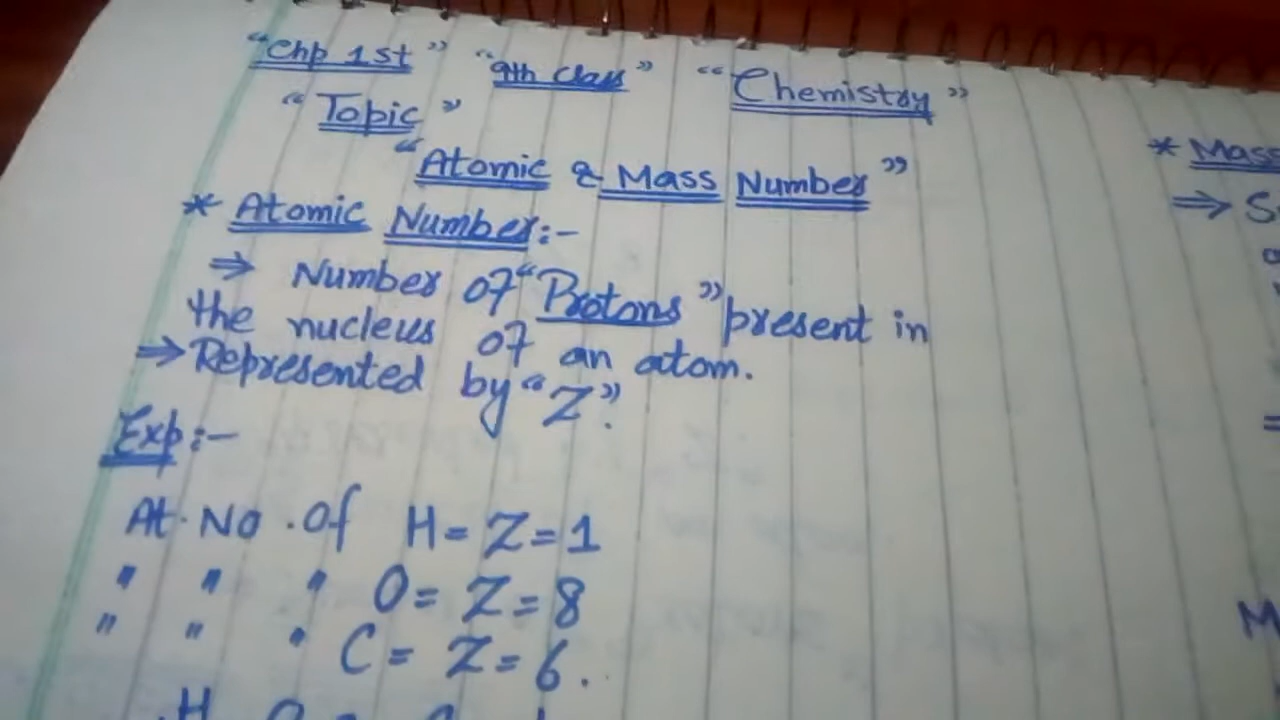 "Chp 1st" "9th Class" "Chemistry"
"Topic"
"Atomic & Mass Number"
* Atomic Number:-
⇒ Number of "Protons" present in
the nucleus of an atom.
⇒ Represented by "Z".
Exp:-
At. No. of H = Z = 1
" " " O = Z = 8
" " " C = Z = 6.
* Mass
⇒